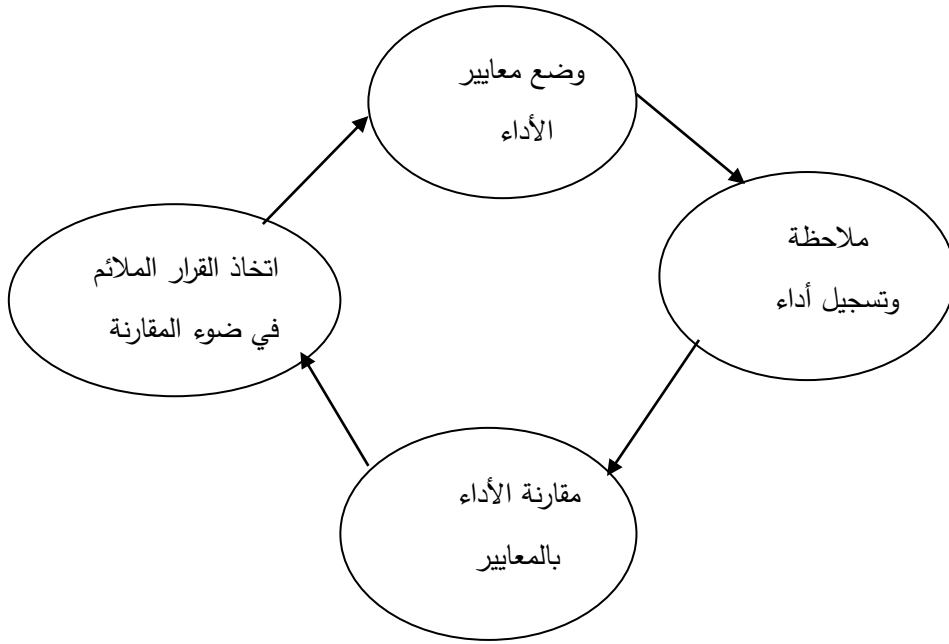 وضع معايير
الأداء
ملاحظة
وتسجيل أداء
مقارنة الأداء
بالمعايير
اتخاذ القرار الملائم
في ضوء المقارنة